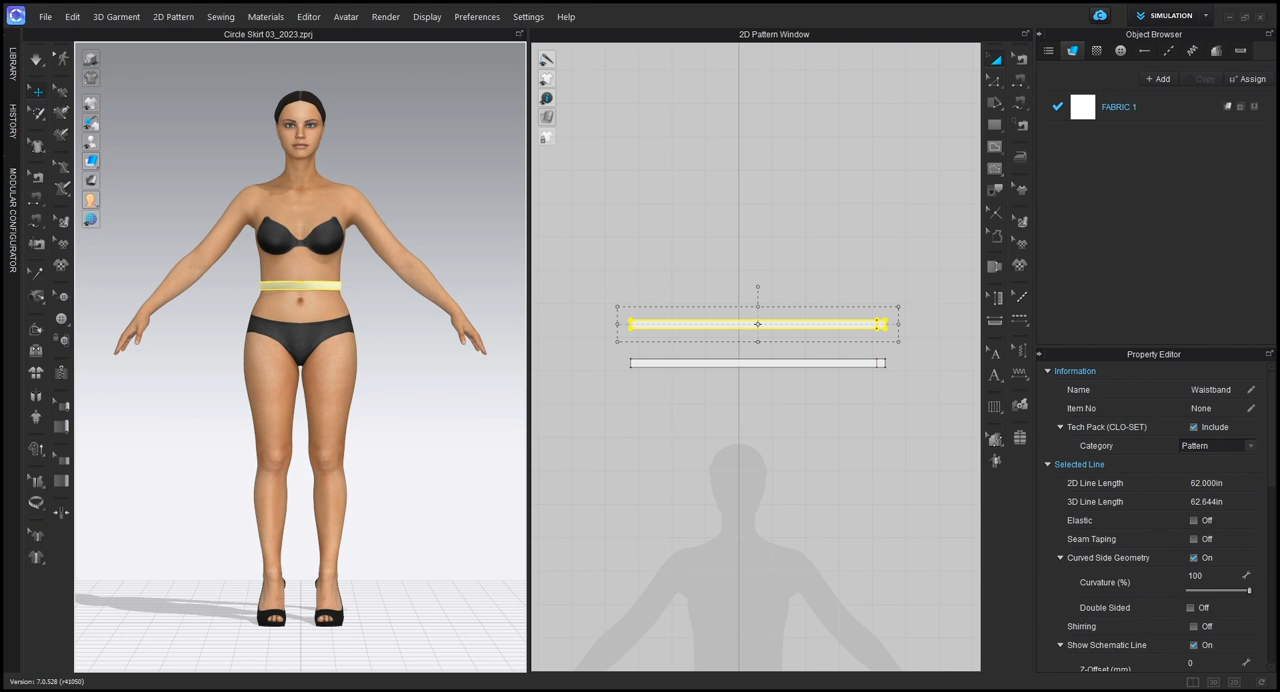 File Edit 3D Garment 2D Pattern Sewing Materials Editor Avatar Render Display Preferences Settings Help
SIMULATION
Circle Skirt 03_2023.zprj
2D Pattern Window
Object Browser
LIBRARY
HISTORY
MODULAR CONFIGURATOR
+ Add Copy Assign
FABRIC 1
Property Editor
Information
Name Waistband
Item No None
Tech Pack (CLO-SET) Include
Category Pattern
Selected Line
2D Line Length 62.000in
3D Line Length 62.644in
Elastic Off
Seam Taping Off
Curved Side Geometry On
Curvature (%) 100
Double Sided Off
Shirring Off
Show Schematic Line On
Z-Offset (mm) 0
Version: 7.0.528 (r41050)
3D 2D